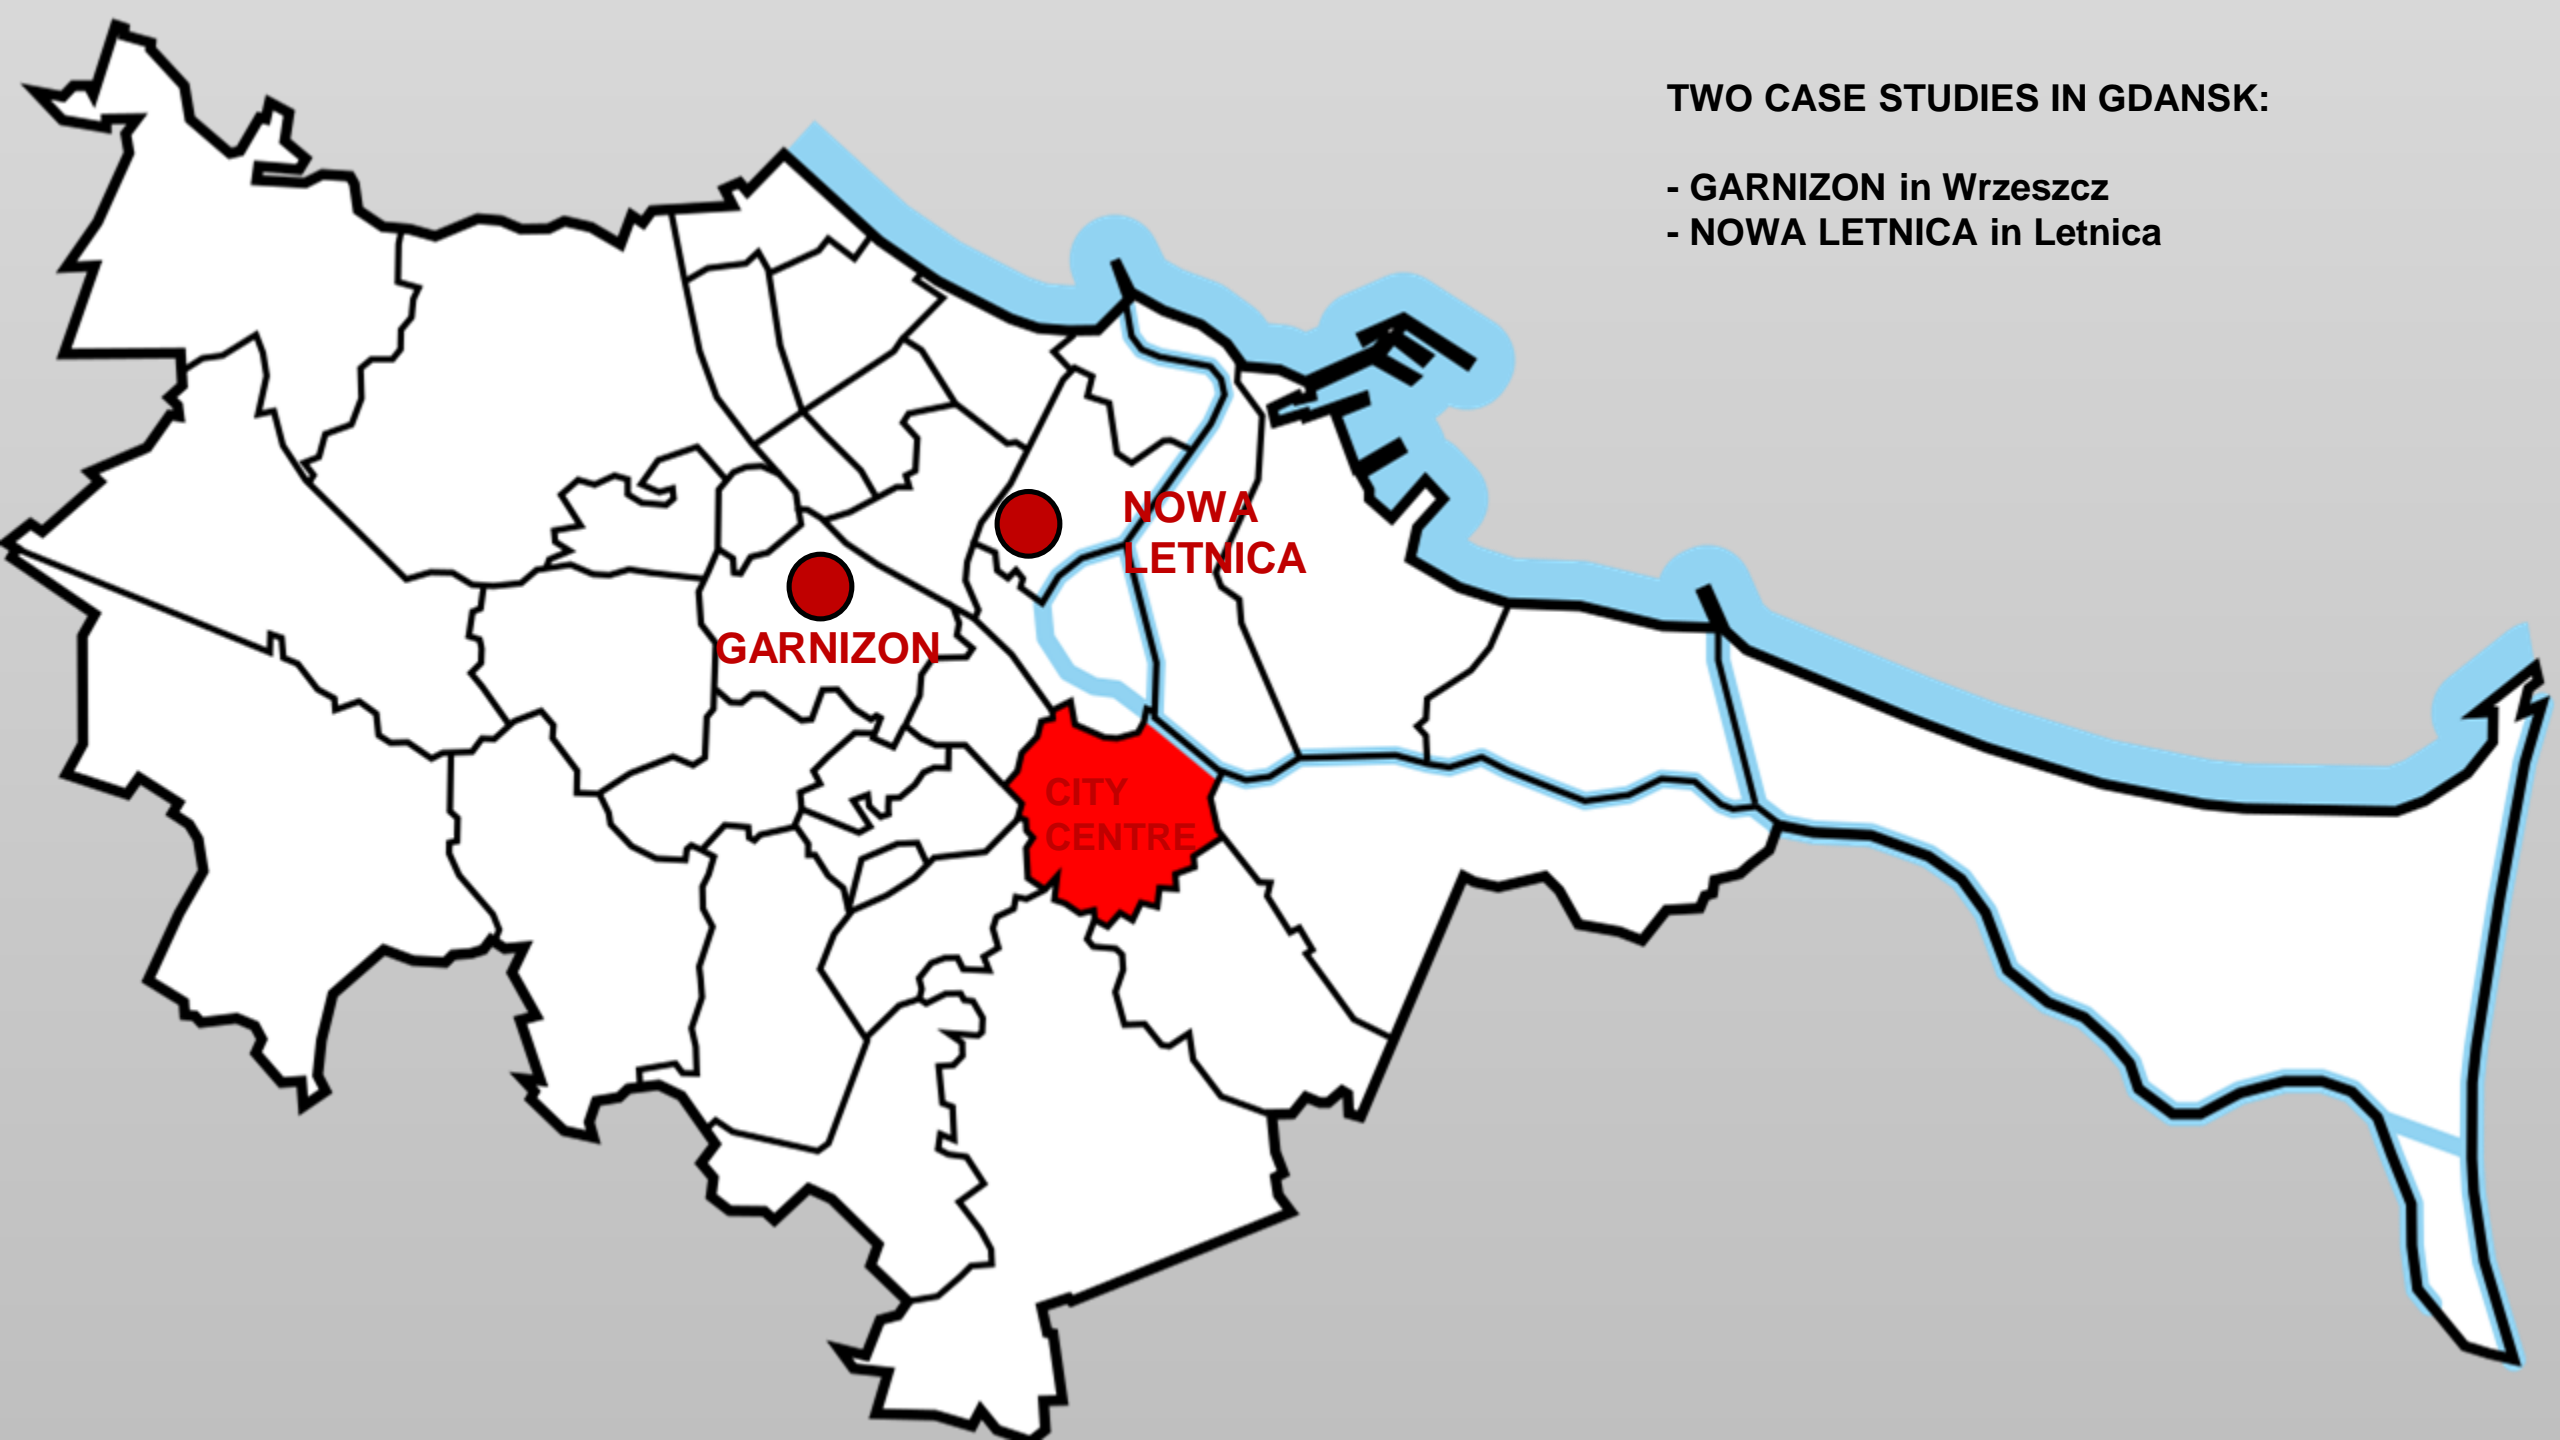 TWO CASE STUDIES IN GDANSK:
- GARNIZON in Wrzeszcz
- NOWA LETNICA in Letnica
NOWA
LETNICA
GARNIZON
CITY
CENTRE